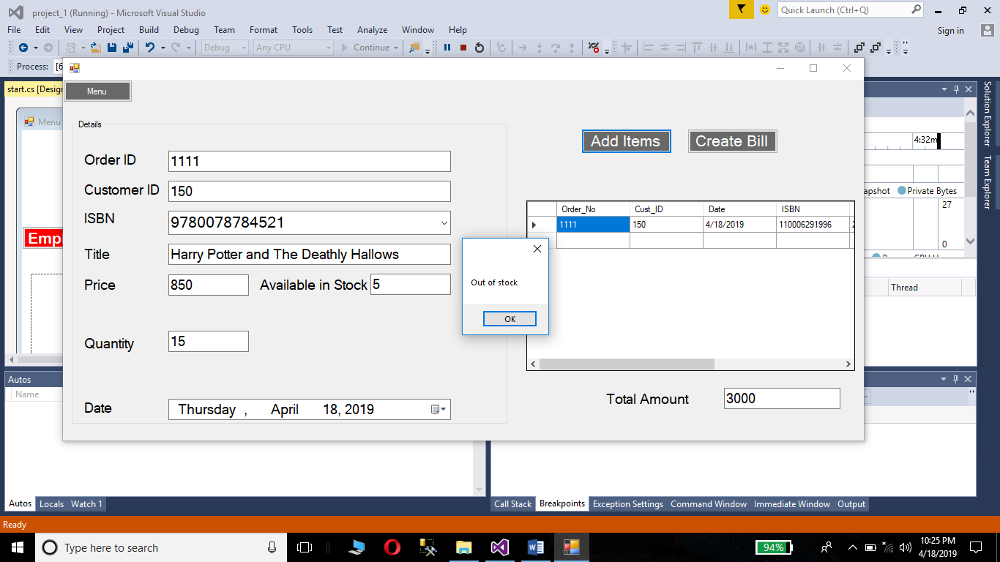 project_1 (Running) - Microsoft Visual Studio
Quick Launch (Ctrl+Q)
File Edit View Project Build Debug Team Format Tools Test Analyze Window Help
Sign in
Debug Any CPU Continue
Process: [6
start.cs [Design
Menu
Menu
Details
Add Items Create Bill
Order ID 1111
Customer ID 150
ISBN 9780078784521
Title Harry Potter and The Deathly Hallows
Price 850 Available in Stock 5
Quantity 15
Date Thursday , April 18, 2019
Order_No Cust_ID Date ISBN
1111 150 4/18/2019 110006291996 2
Out of stock
OK
Total Amount 3000
Emp
4:32m
apshot Private Bytes
27
0
Thread
Solution Explorer
Team Explorer
Autos
Name
Autos Locals Watch 1
Call Stack Breakpoints Exception Settings Command Window Immediate Window Output
Ready
Type here to search
94%
10:25 PM
4/18/2019